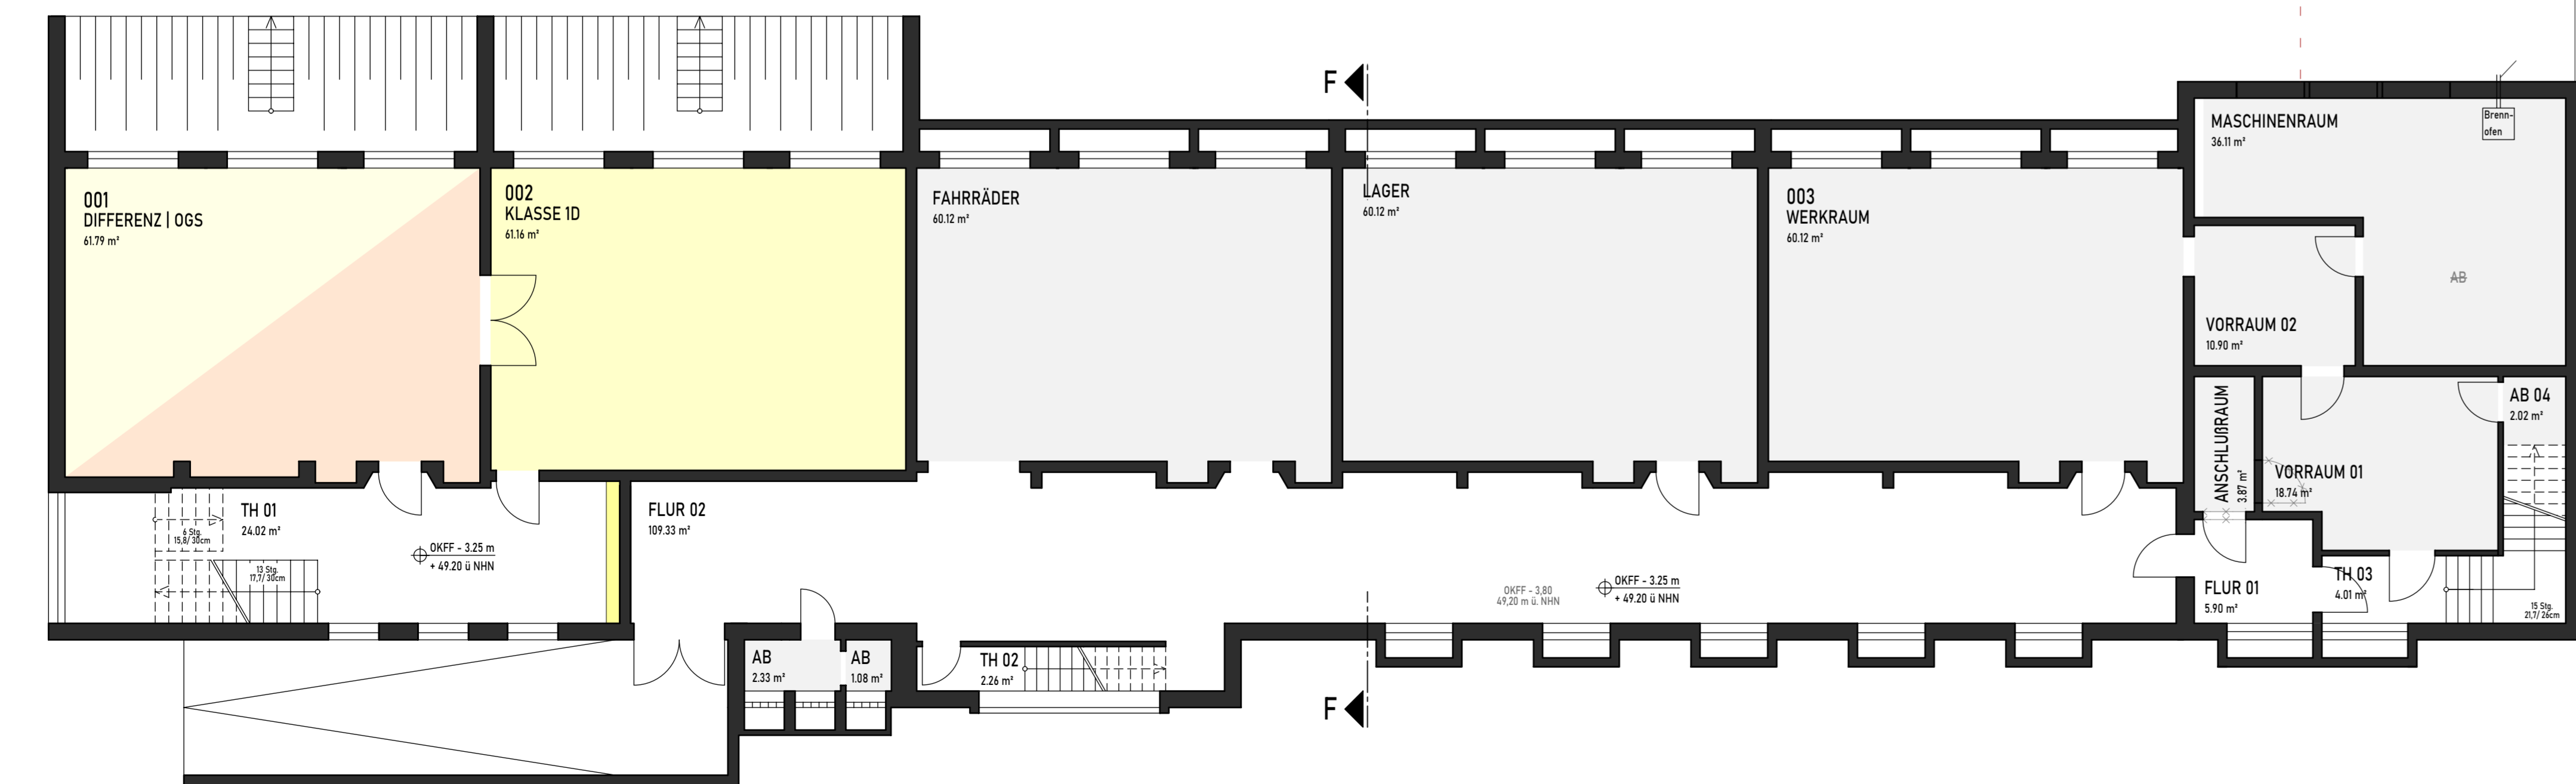 F
MASCHINENRAUM
36.11 m²
Brenn-
ofen
001
DIFFERENZ | OGS
61.79 m²
002
KLASSE 1D
61.16 m²
FAHRRÄDER
60.12 m²
LAGER
60.12 m²
003
WERKRAUM
60.12 m²
AB
VORRAUM 02
10.90 m²
ANSCHLUßRAUM
3.87 m²
VORRAUM 01
18.74 m²
AB 04
2.02 m²
TH 01
24.02 m²
6 Stg.
15,8/30cm
13 Stg.
17,7/30cm
OKFF - 3.25 m
+ 49.20 ü NHN
FLUR 02
109.33 m²
OKFF - 3,80
49,20 m ü. NHN
OKFF - 3.25 m
+ 49.20 ü NHN
FLUR 01
5.90 m²
TH 03
4.01 m²
15 Stg.
21,7/26cm
AB
2.33 m²
AB
1.08 m²
TH 02
2.26 m²
F